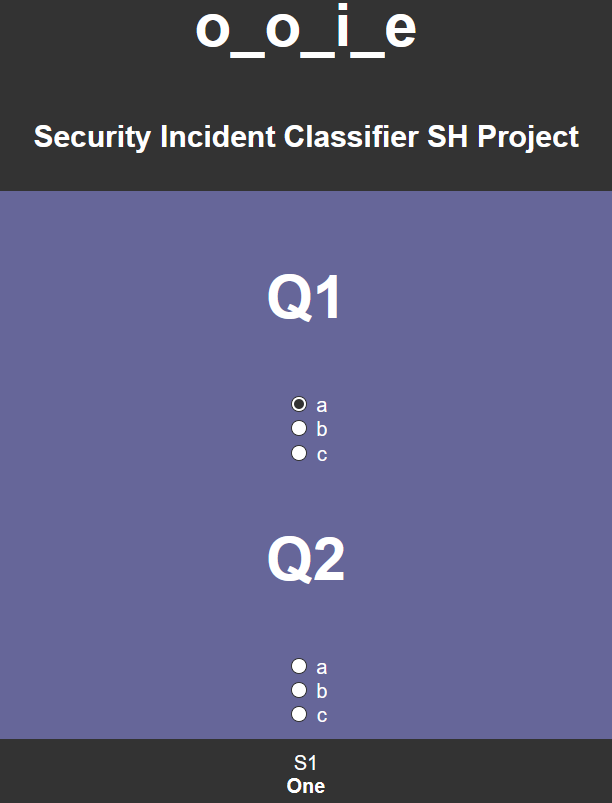 o_o_i_e
Security Incident Classifier SH Project
Q1
a
b
c
Q2
a
b
c
S1
One